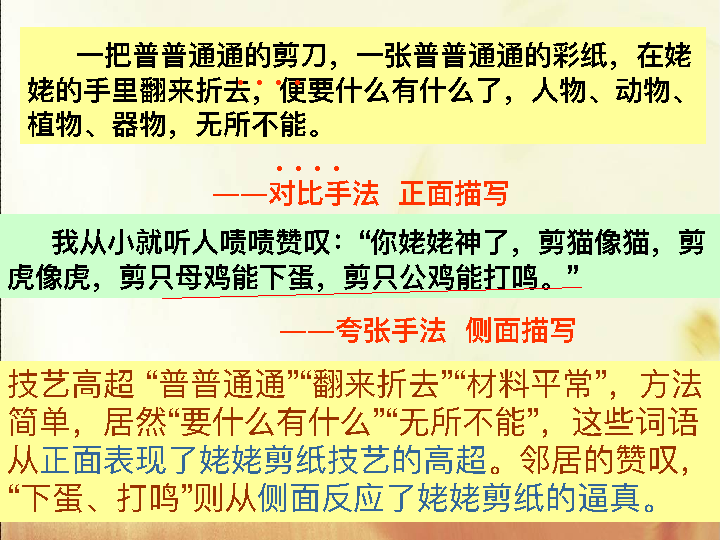 一把普普通通的剪刀，一张普普通通的彩纸，在姥
姥的手里翻来折去，便要什么有什么了，人物、动物、
植物、器物，无所不能。
——对比手法 正面描写
我从小就听人啧啧赞叹：“你姥姥神了，剪猫像猫，剪
虎像虎，剪只母鸡能下蛋，剪只公鸡能打鸣。”
——夸张手法 侧面描写
技艺高超 “普普通通”“翻来折去”“材料平常”，方法
简单，居然“要什么有什么”“无所不能”，这些词语
从正面表现了姥姥剪纸技艺的高超。邻居的赞叹，
“下蛋、打鸣”则从侧面反应了姥姥剪纸的逼真。